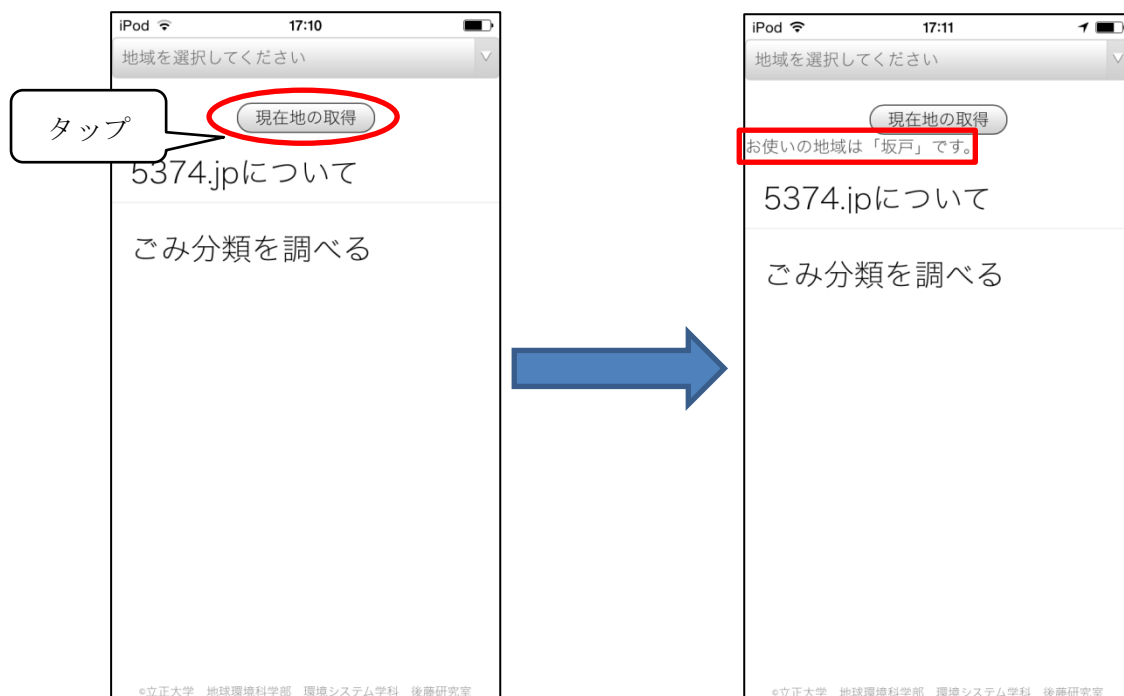 iPod 17:10
地域を選択してください ▽
現在地の取得
タップ
5374.jpについて
ごみ分類を調べる
©立正大学 地球環境科学部 環境システム学科 後藤研究室
iPod 17:11
地域を選択してください ▽
現在地の取得
お使いの地域は「坂戸」です。
5374.jpについて
ごみ分類を調べる
©立正大学 地球環境科学部 環境システム学科 後藤研究室